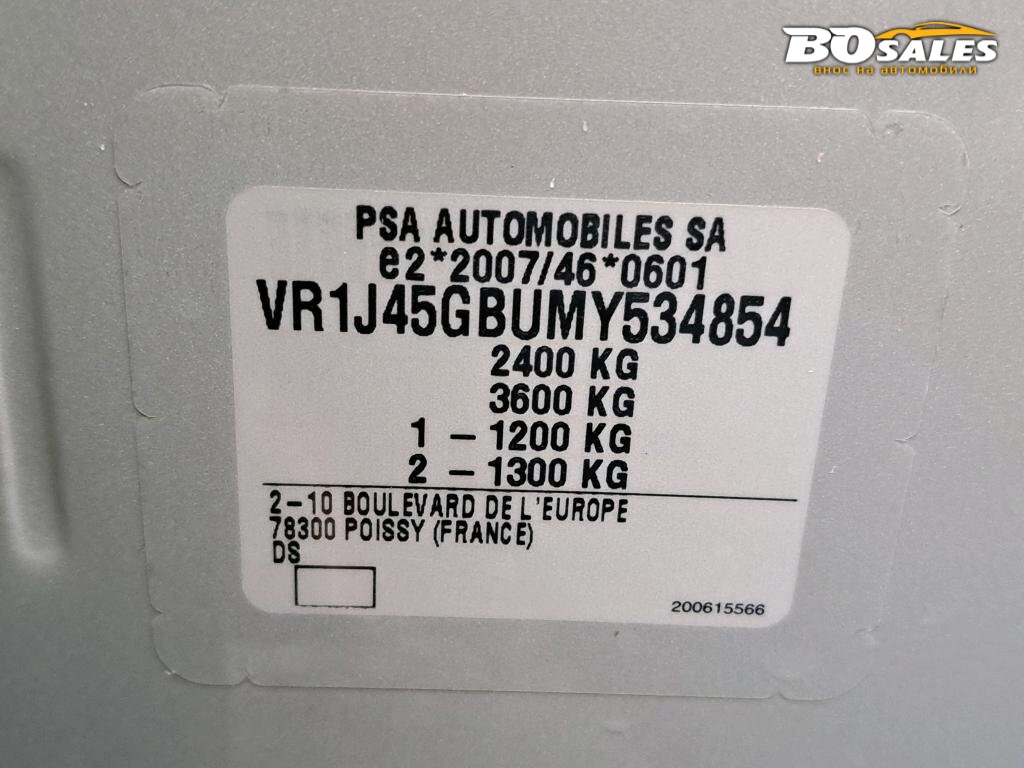 BOSALES
внос на автомобили
PSA AUTOMOBILES SA
e2*2007/46*0601
VR1J45GBUMY534854
2400 KG
3600 KG
1 – 1200 KG
2 – 1300 KG
2–10 BOULEVARD DE L'EUROPE
78300 POISSY (FRANCE)
DS
200615566